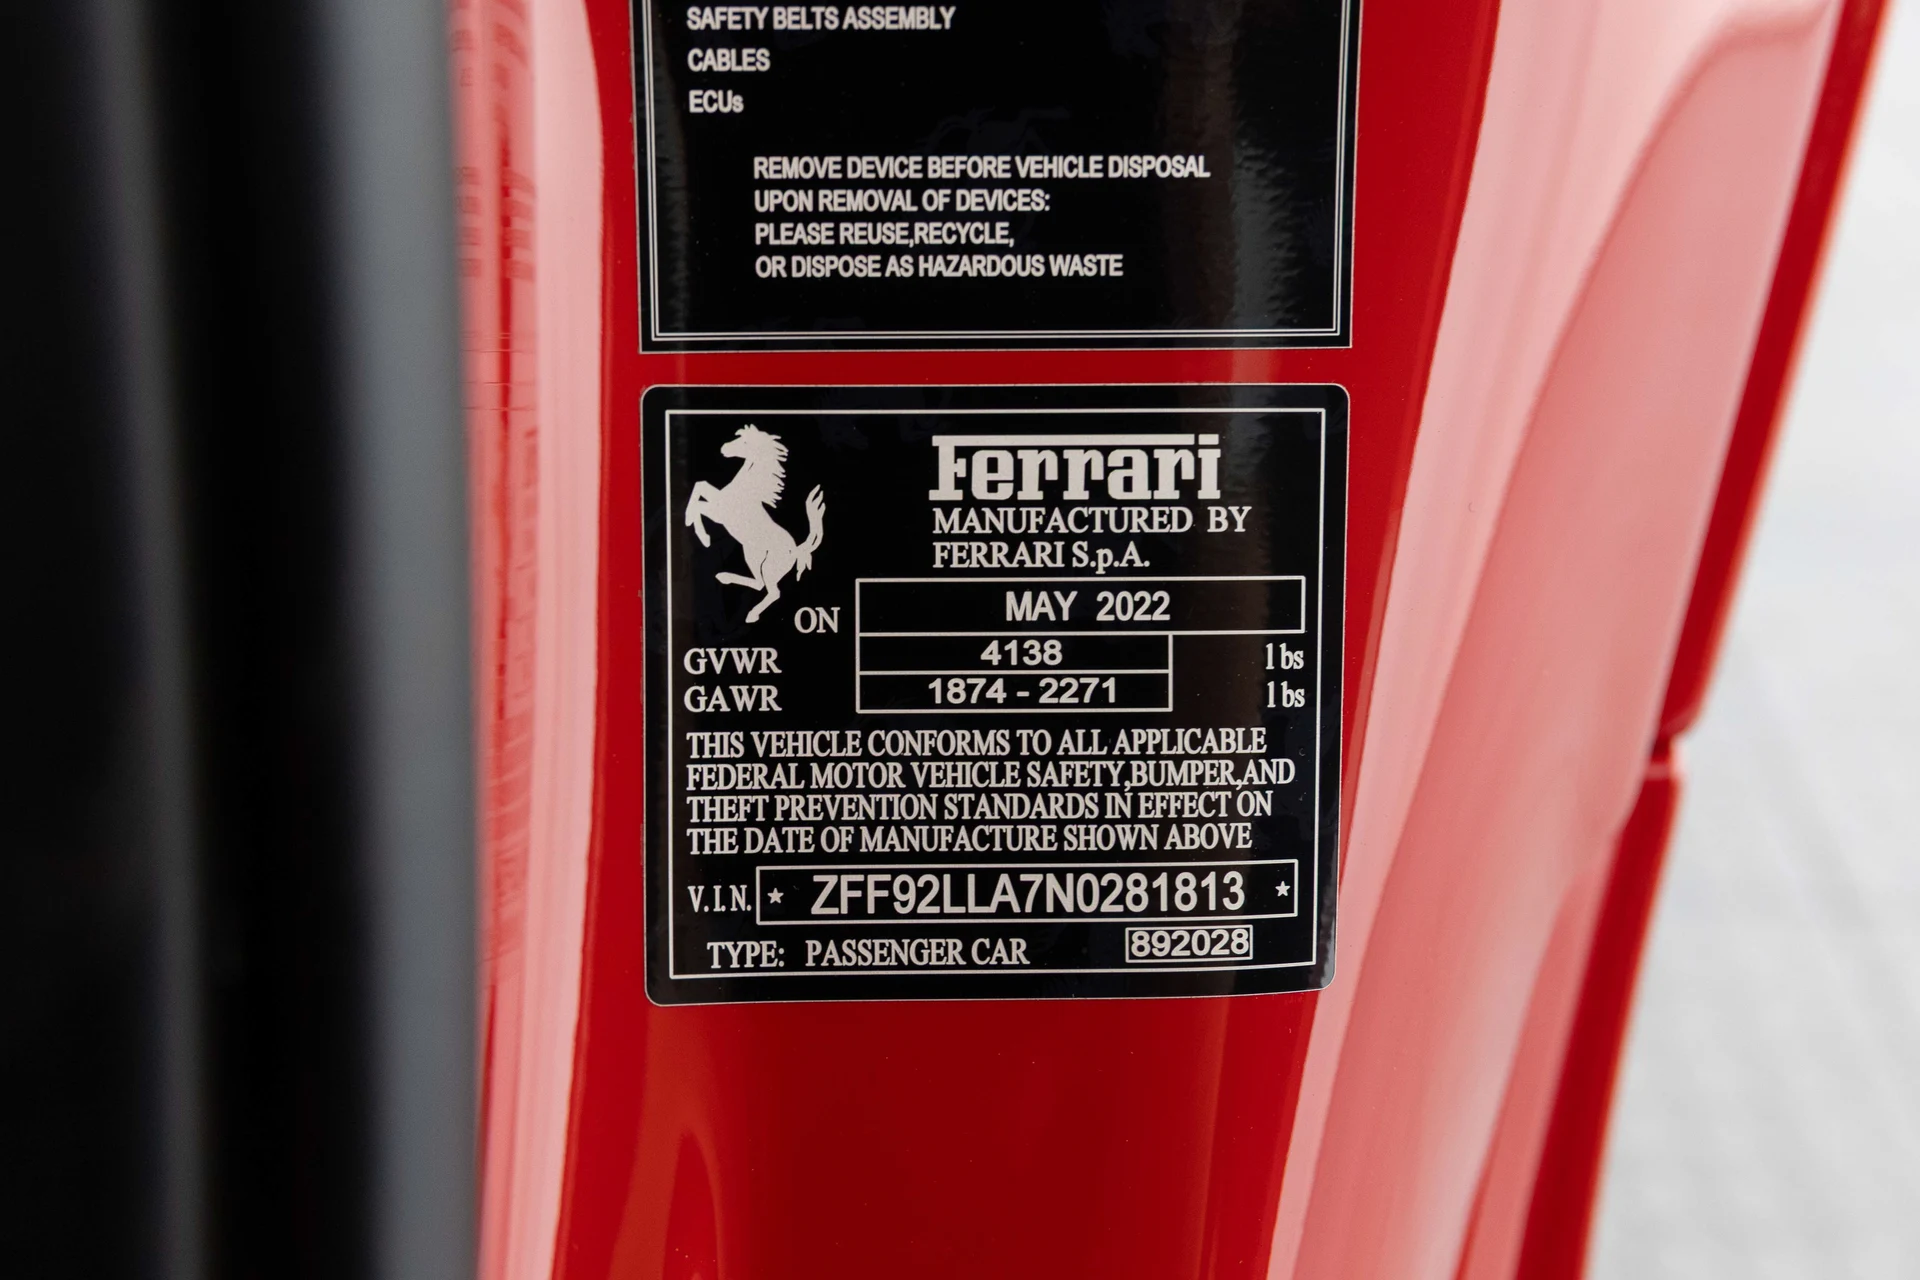 SAFETY BELTS ASSEMBLY
CABLES
ECUs
REMOVE DEVICE BEFORE VEHICLE DISPOSAL
UPON REMOVAL OF DEVICES:
PLEASE REUSE,RECYCLE,
OR DISPOSE AS HAZARDOUS WASTE
Ferrari
MANUFACTURED BY
FERRARI S.p.A.
ON MAY 2022
GVWR 4138 lbs
GAWR 1874 - 2271 lbs
THIS VEHICLE CONFORMS TO ALL APPLICABLE
FEDERAL MOTOR VEHICLE SAFETY,BUMPER,AND
THEFT PREVENTION STANDARDS IN EFFECT ON
THE DATE OF MANUFACTURE SHOWN ABOVE
V.I.N. * ZFF92LLA7N0281813 *
TYPE: PASSENGER CAR 892028